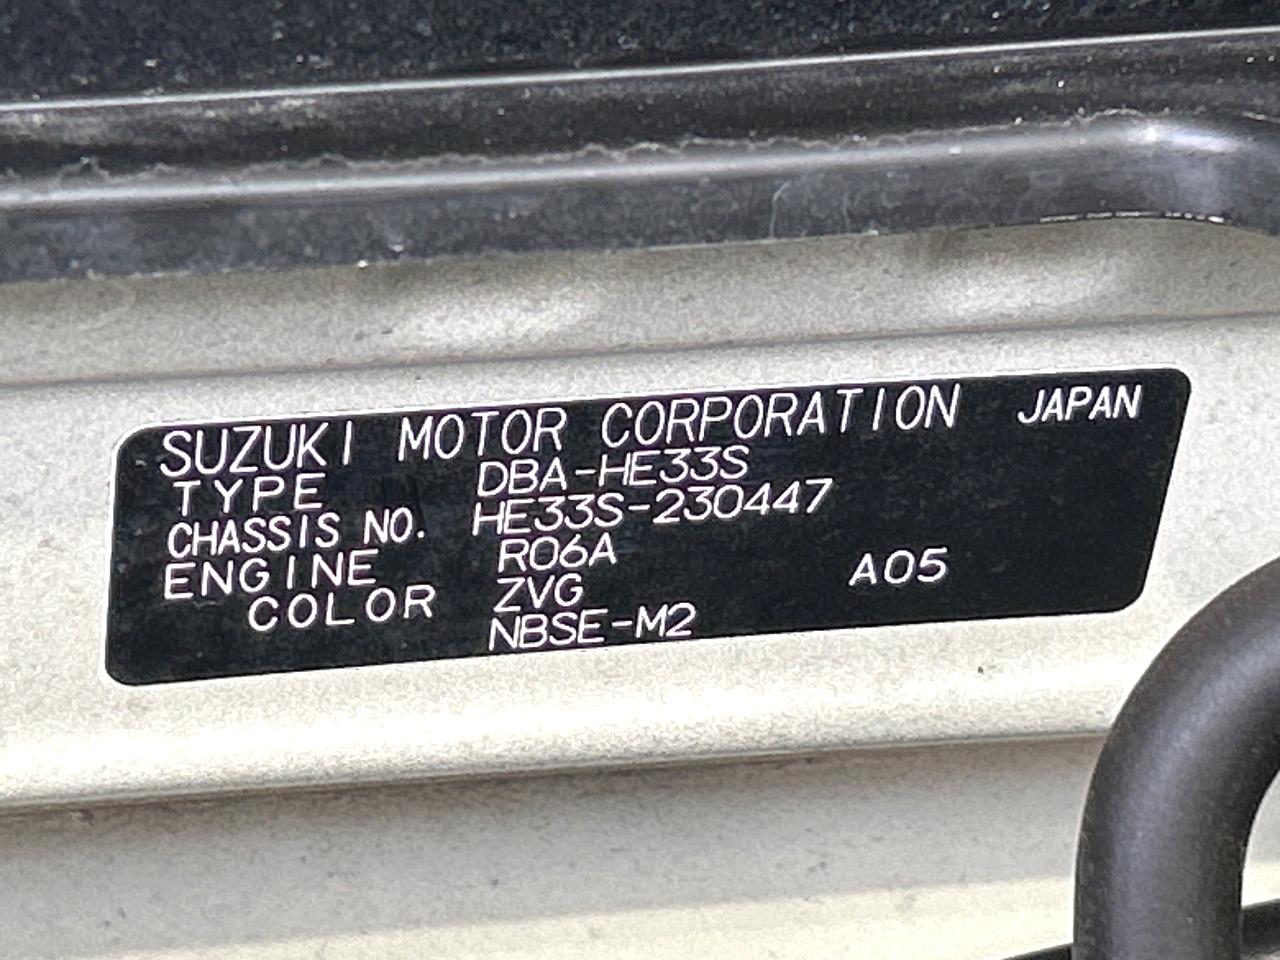 SUZUKI MOTOR CORPORATION JAPAN
TYPE DBA-HE33S
CHASSIS NO. HE33S-230447
ENGINE R06A
COLOR ZVG A05
NBSE-M2